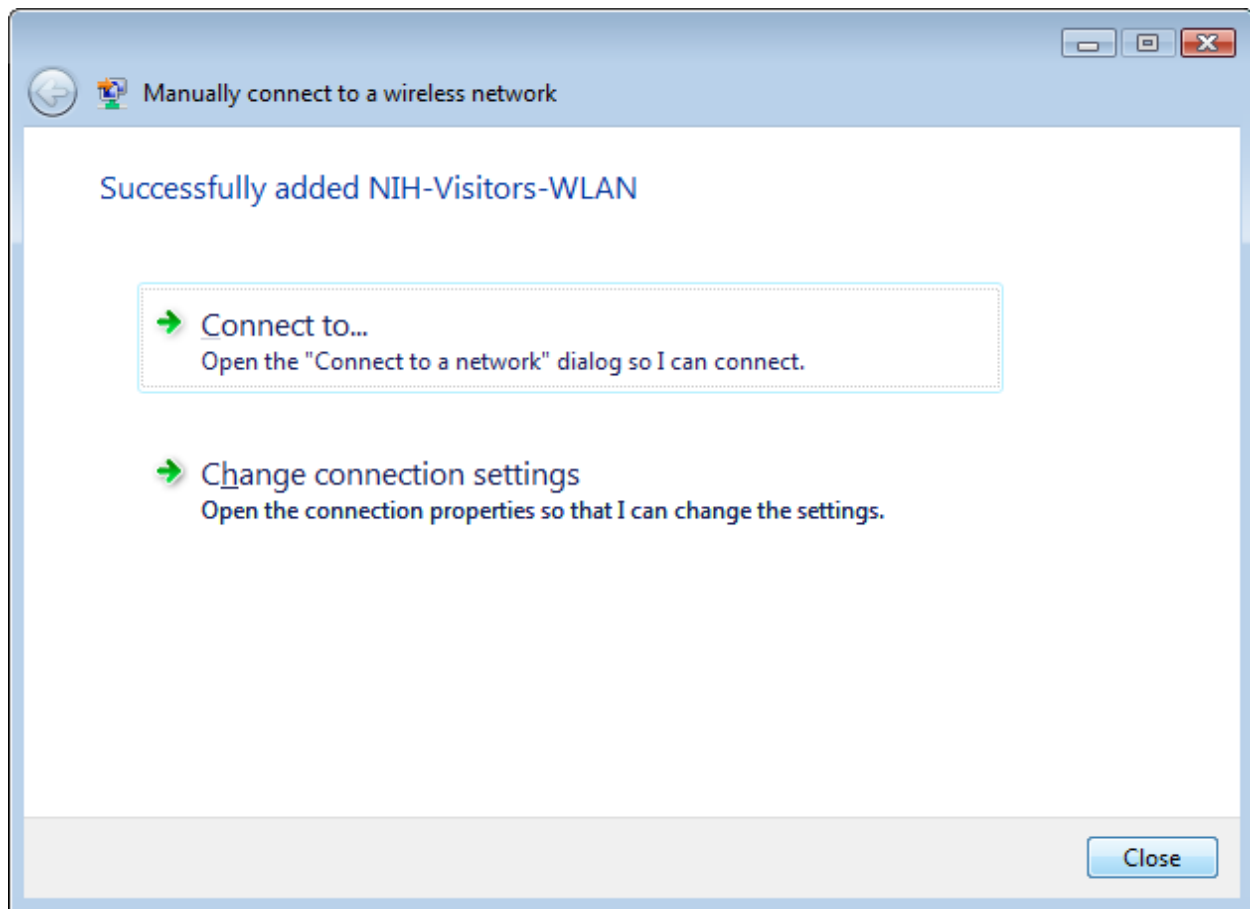 Manually connect to a wireless network
Successfully added NIH-Visitors-WLAN
Connect to...
Open the "Connect to a network" dialog so I can connect.
Change connection settings
Open the connection properties so that I can change the settings.
Close